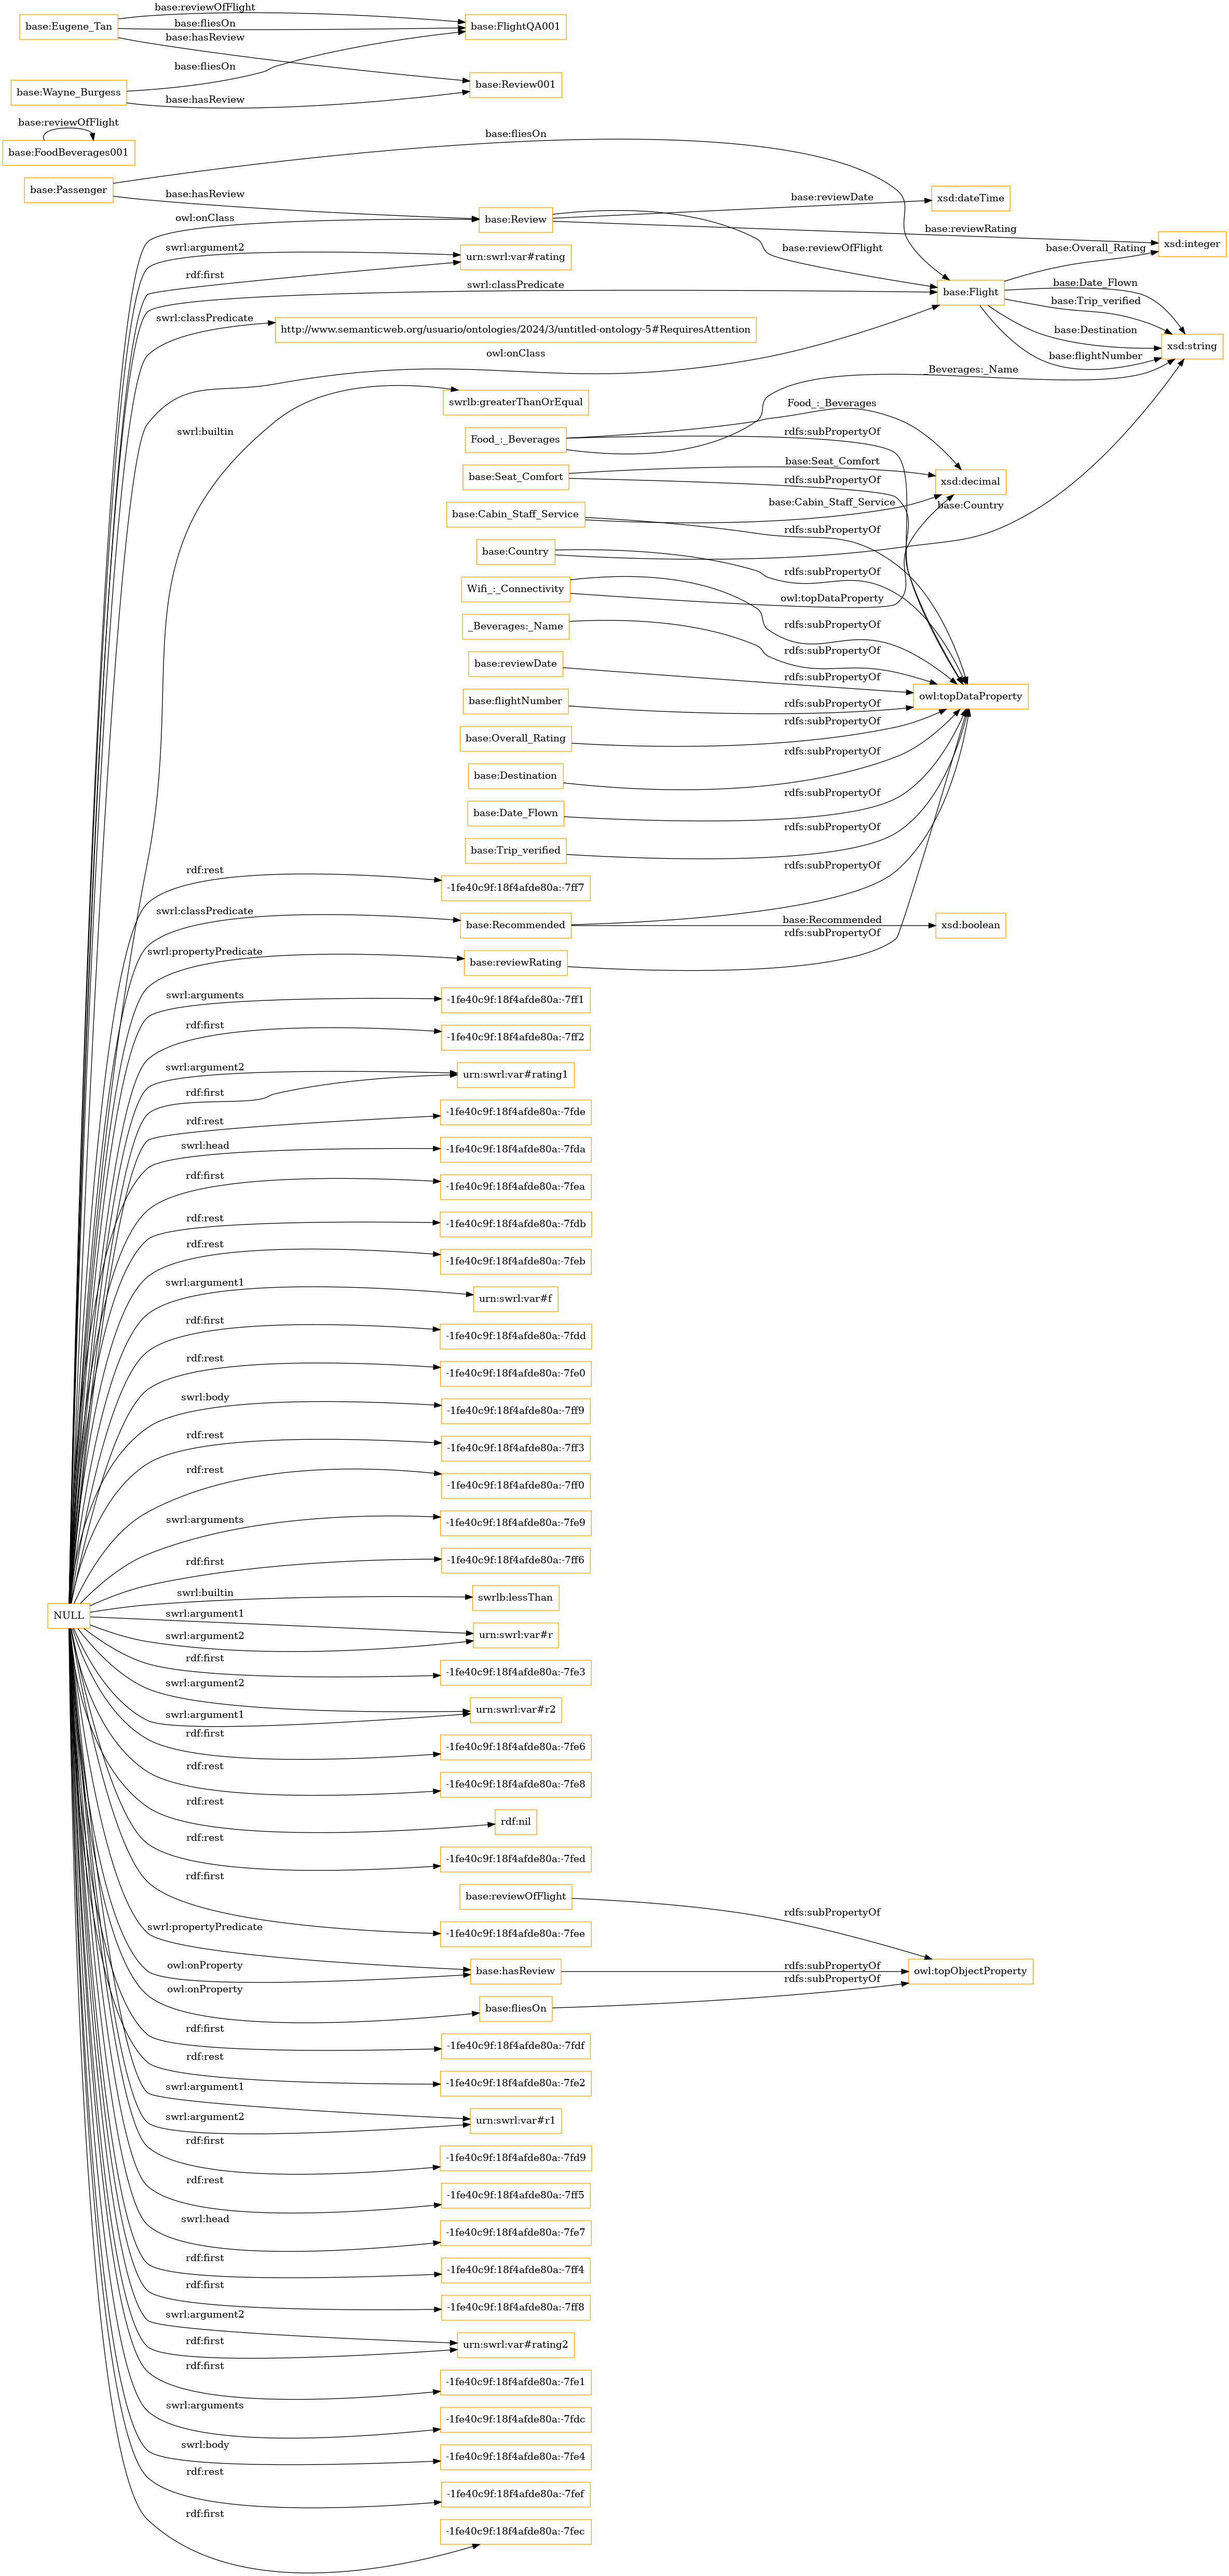 base:reviewOfFlight
base:Eugene_Tan
base:fliesOn
base:FlightQA001
base:hasReview
base:fliesOn
base:Review001
base:Wayne_Burgess
base:hasReview
base:reviewOfFlight
base:FoodBeverages001
base:fliesOn
base:Passenger
base:hasReview
base:reviewDate
xsd:dateTime
owl:onClass
base:Review
base:reviewRating
xsd:integer
swrl:argument2
base:reviewOfFlight
base:Overall_Rating
urn:swrl:var#rating
rdf:first
swrl:classPredicate
base:Flight
base:Date_Flown
base:Trip_verified
swrl:classPredicate
http://www.semanticweb.org/usuario/ontologies/2024/3/untitled-ontology-5#RequiresAttention
base:Destination
xsd:string
owl:onClass
base:flightNumber
_Beverages:_Name
swrlb:greaterThanOrEqual
Food_:_Beverages
swrl:builtin
Food_:_Beverages
rdfs:subPropertyOf
base:Seat_Comfort
base:Seat_Comfort
rdfs:subPropertyOf
xsd:decimal
base:Cabin_Staff_Service
base:Country
base:Cabin_Staff_Service
rdfs:subPropertyOf
base:Country
rdfs:subPropertyOf
Wifi_:_Connectivity
owl:topDataProperty
_Beverages:_Name
rdfs:subPropertyOf
rdfs:subPropertyOf
base:reviewDate
rdfs:subPropertyOf
owl:topDataProperty
base:flightNumber
rdfs:subPropertyOf
rdfs:subPropertyOf
base:Overall_Rating
rdfs:subPropertyOf
base:Destination
rdfs:subPropertyOf
base:Date_Flown
rdfs:subPropertyOf
base:Trip_verified
rdfs:subPropertyOf
rdf:rest
-1fe40c9f:18f4afde80a:-7ff7
swrl:classPredicate
base:Recommended
base:Recommended
xsd:boolean
rdfs:subPropertyOf
swrl:propertyPredicate
base:reviewRating
swrl:arguments
-1fe40c9f:18f4afde80a:-7ff1
rdf:first
-1fe40c9f:18f4afde80a:-7ff2
swrl:argument2
urn:swrl:var#rating1
rdf:first
-1fe40c9f:18f4afde80a:-7fde
rdf:rest
swrl:head
-1fe40c9f:18f4afde80a:-7fda
rdf:first
-1fe40c9f:18f4afde80a:-7fea
rdf:rest
-1fe40c9f:18f4afde80a:-7fdb
rdf:rest
-1fe40c9f:18f4afde80a:-7feb
swrl:argument1
urn:swrl:var#f
rdf:first
-1fe40c9f:18f4afde80a:-7fdd
rdf:rest
-1fe40c9f:18f4afde80a:-7fe0
swrl:body
-1fe40c9f:18f4afde80a:-7ff9
rdf:rest
-1fe40c9f:18f4afde80a:-7ff3
rdf:rest
-1fe40c9f:18f4afde80a:-7ff0
swrl:arguments
-1fe40c9f:18f4afde80a:-7fe9
rdf:first
-1fe40c9f:18f4afde80a:-7ff6
swrl:builtin
swrlb:lessThan
NULL
swrl:argument1
urn:swrl:var#r
swrl:argument2
rdf:first
-1fe40c9f:18f4afde80a:-7fe3
swrl:argument2
urn:swrl:var#r2
swrl:argument1
rdf:first
-1fe40c9f:18f4afde80a:-7fe6
rdf:rest
-1fe40c9f:18f4afde80a:-7fe8
rdf:rest
rdf:nil
rdf:rest
-1fe40c9f:18f4afde80a:-7fed
rdf:first
base:reviewOfFlight
rdfs:subPropertyOf
swrl:propertyPredicate
-1fe40c9f:18f4afde80a:-7fee
owl:onProperty
base:hasReview
rdfs:subPropertyOf
owl:topObjectProperty
rdfs:subPropertyOf
owl:onProperty
base:fliesOn
rdf:first
-1fe40c9f:18f4afde80a:-7fdf
rdf:rest
-1fe40c9f:18f4afde80a:-7fe2
swrl:argument1
urn:swrl:var#r1
swrl:argument2
rdf:first
-1fe40c9f:18f4afde80a:-7fd9
rdf:rest
-1fe40c9f:18f4afde80a:-7ff5
swrl:head
-1fe40c9f:18f4afde80a:-7fe7
rdf:first
-1fe40c9f:18f4afde80a:-7ff4
rdf:first
-1fe40c9f:18f4afde80a:-7ff8
swrl:argument2
urn:swrl:var#rating2
rdf:first
rdf:first
-1fe40c9f:18f4afde80a:-7fe1
swrl:arguments
-1fe40c9f:18f4afde80a:-7fdc
swrl:body
-1fe40c9f:18f4afde80a:-7fe4
rdf:rest
-1fe40c9f:18f4afde80a:-7fef
rdf:first
-1fe40c9f:18f4afde80a:-7fec